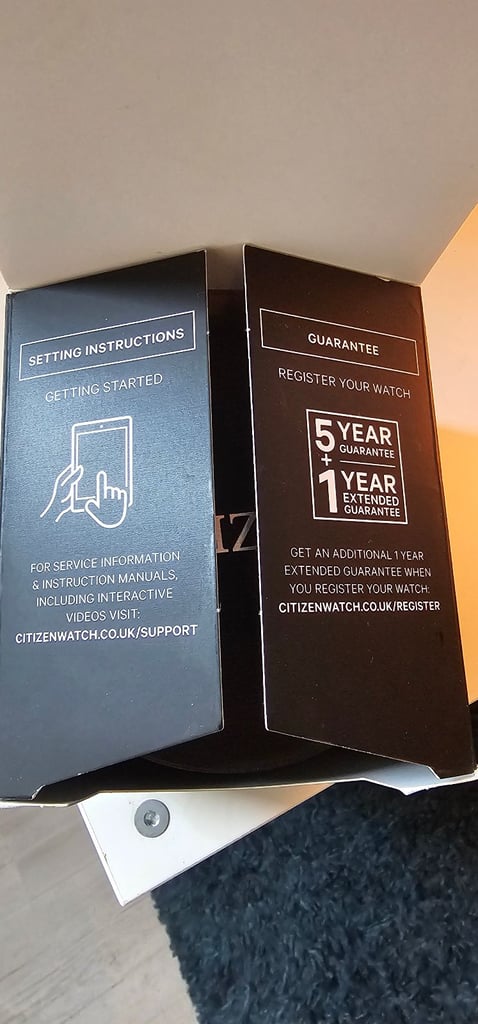 SETTING INSTRUCTIONS
GETTING STARTED
FOR SERVICE INFORMATION
& INSTRUCTION MANUALS,
INCLUDING INTERACTIVE
VIDEOS VISIT:
CITIZENWATCH.CO.UK/SUPPORT
IZ
GUARANTEE
REGISTER YOUR WATCH
5 YEAR
GUARANTEE
+
1 YEAR
EXTENDED
GUARANTEE
GET AN ADDITIONAL 1 YEAR
EXTENDED GUARANTEE WHEN
YOU REGISTER YOUR WATCH:
CITIZENWATCH.CO.UK/REGISTER